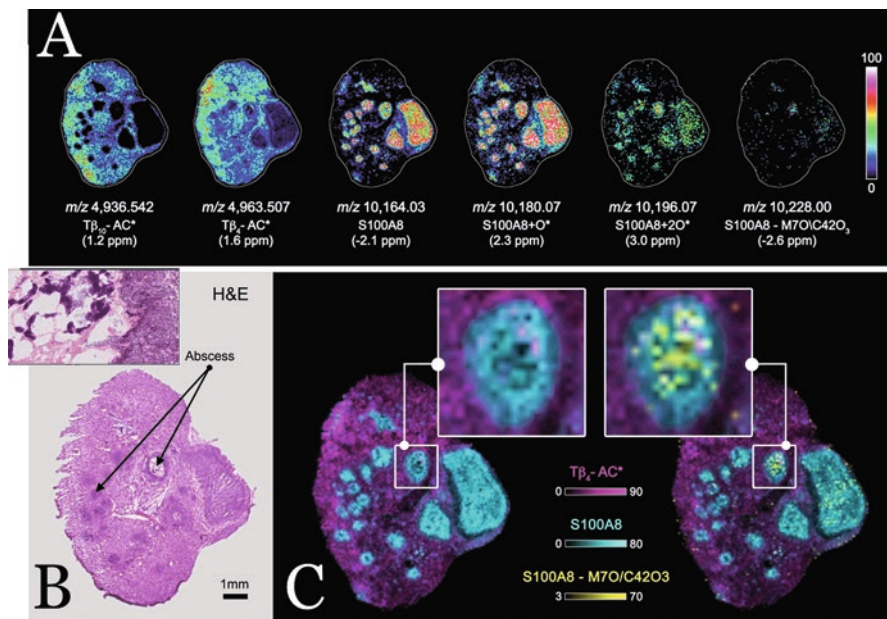 A
100
0
m/z 4,936.542
Tβ10- AC*
(1.2 ppm)
m/z 4,963.507
Tβ4- AC*
(1.6 ppm)
m/z 10,164.03
S100A8
(-2.1 ppm)
m/z 10,180.07
S100A8+O*
(2.3 ppm)
m/z 10,196.07
S100A8+2O*
(3.0 ppm)
m/z 10,228.00
S100A8 - M7O\C42O3
(-2.6 ppm)
H&E
Abscess
B
1mm
C
Tβ4- AC*
0 90
S100A8
0 80
S100A8 - M7O/C42O3
3 70